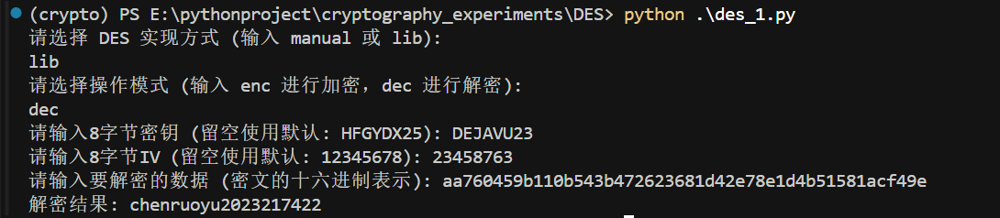 (crypto) PS E:\pythonproject\cryptography_experiments\DES> python .\des_1.py
请选择 DES 实现方式 (输入 manual 或 lib):
lib
请选择操作模式 (输入 enc 进行加密，dec 进行解密):
dec
请输入8字节密钥 (留空使用默认: HFGYDX25): DEJAVU23
请输入8字节IV (留空使用默认: 12345678): 23458763
请输入要解密的数据 (密文的十六进制表示): aa760459b110b543b472623681d42e78e1d4b51581acf49e
解密结果: chenruoyu2023217422